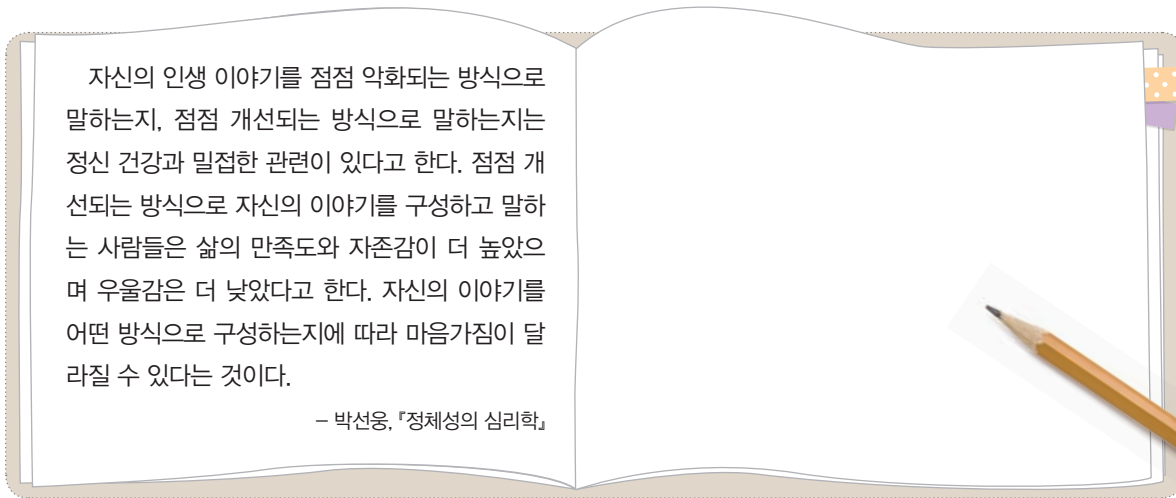 자신의 인생 이야기를 점점 악화되는 방식으로
말하는지, 점점 개선되는 방식으로 말하는지는
정신 건강과 밀접한 관련이 있다고 한다. 점점 개
선되는 방식으로 자신의 이야기를 구성하고 말하
는 사람들은 삶의 만족도와 자존감이 더 높았으
며 우울감은 더 낮았다고 한다. 자신의 이야기를
어떤 방식으로 구성하는지에 따라 마음가짐이 달
라질 수 있다는 것이다.
– 박선웅, 『정체성의 심리학』